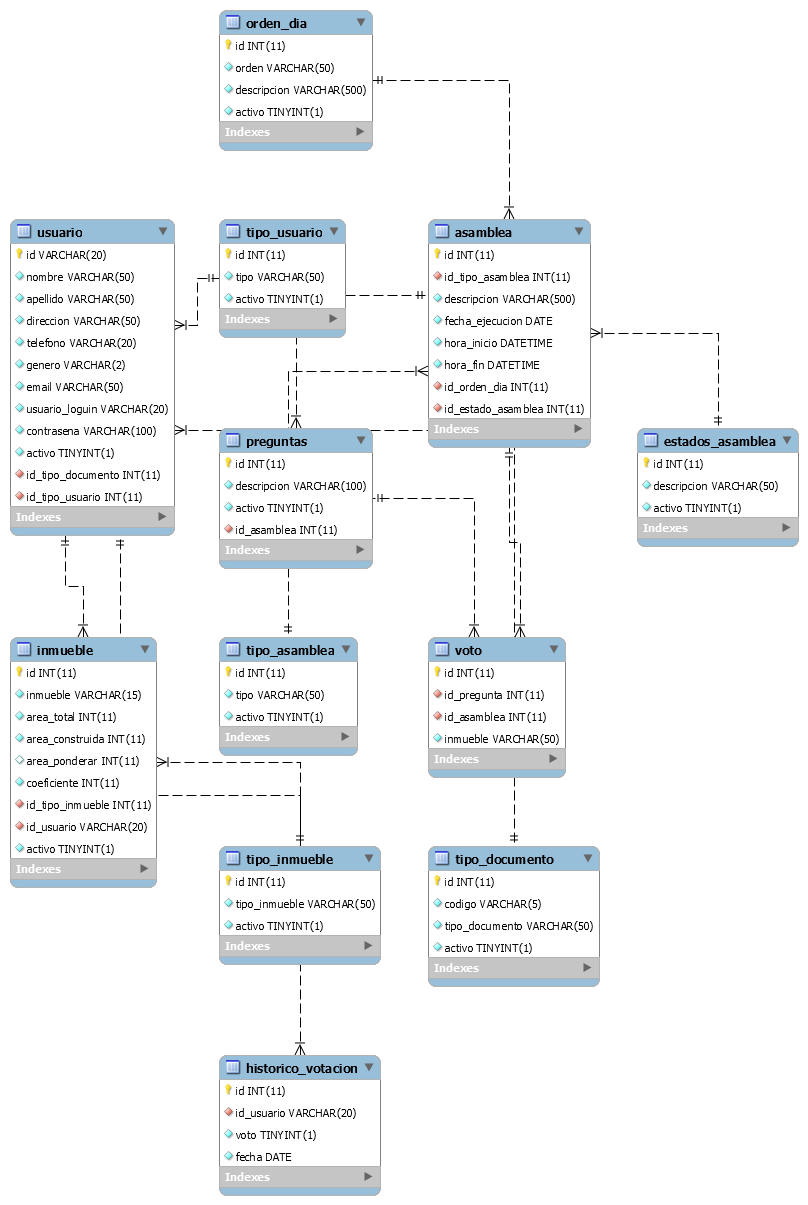 orden_dia
id INT(11)
orden VARCHAR(50)
descripcion VARCHAR(500)
activo TINYINT(1)
Indexes
usuario
id VARCHAR(20)
nombre VARCHAR(50)
apellido VARCHAR(50)
direccion VARCHAR(50)
telefono VARCHAR(20)
genero VARCHAR(2)
email VARCHAR(50)
usuario_loguin VARCHAR(20)
contrasena VARCHAR(100)
activo TINYINT(1)
id_tipo_documento INT(11)
id_tipo_usuario INT(11)
Indexes
tipo_usuario
id INT(11)
tipo VARCHAR(50)
activo TINYINT(1)
Indexes
asamblea
id INT(11)
id_tipo_asamblea INT(11)
descripcion VARCHAR(500)
fecha_ejecucion DATE
hora_inicio DATETIME
hora_fin DATETIME
id_orden_dia INT(11)
id_estado_asamblea INT(11)
Indexes
preguntas
id INT(11)
descripcion VARCHAR(100)
activo TINYINT(1)
id_asamblea INT(11)
Indexes
estados_asamblea
id INT(11)
descripcion VARCHAR(50)
activo TINYINT(1)
Indexes
inmueble
id INT(11)
inmueble VARCHAR(15)
area_total INT(11)
area_construida INT(11)
area_ponderar INT(11)
coeficiente INT(11)
id_tipo_inmueble INT(11)
id_usuario VARCHAR(20)
activo TINYINT(1)
Indexes
tipo_asamblea
id INT(11)
tipo VARCHAR(50)
activo TINYINT(1)
Indexes
voto
id INT(11)
id_pregunta INT(11)
id_asamblea INT(11)
inmueble VARCHAR(50)
Indexes
tipo_inmueble
id INT(11)
tipo_inmueble VARCHAR(50)
activo TINYINT(1)
Indexes
tipo_documento
id INT(11)
codigo VARCHAR(5)
tipo_documento VARCHAR(50)
activo TINYINT(1)
Indexes
historico_votacion
id INT(11)
id_usuario VARCHAR(20)
voto TINYINT(1)
fecha DATE
Indexes